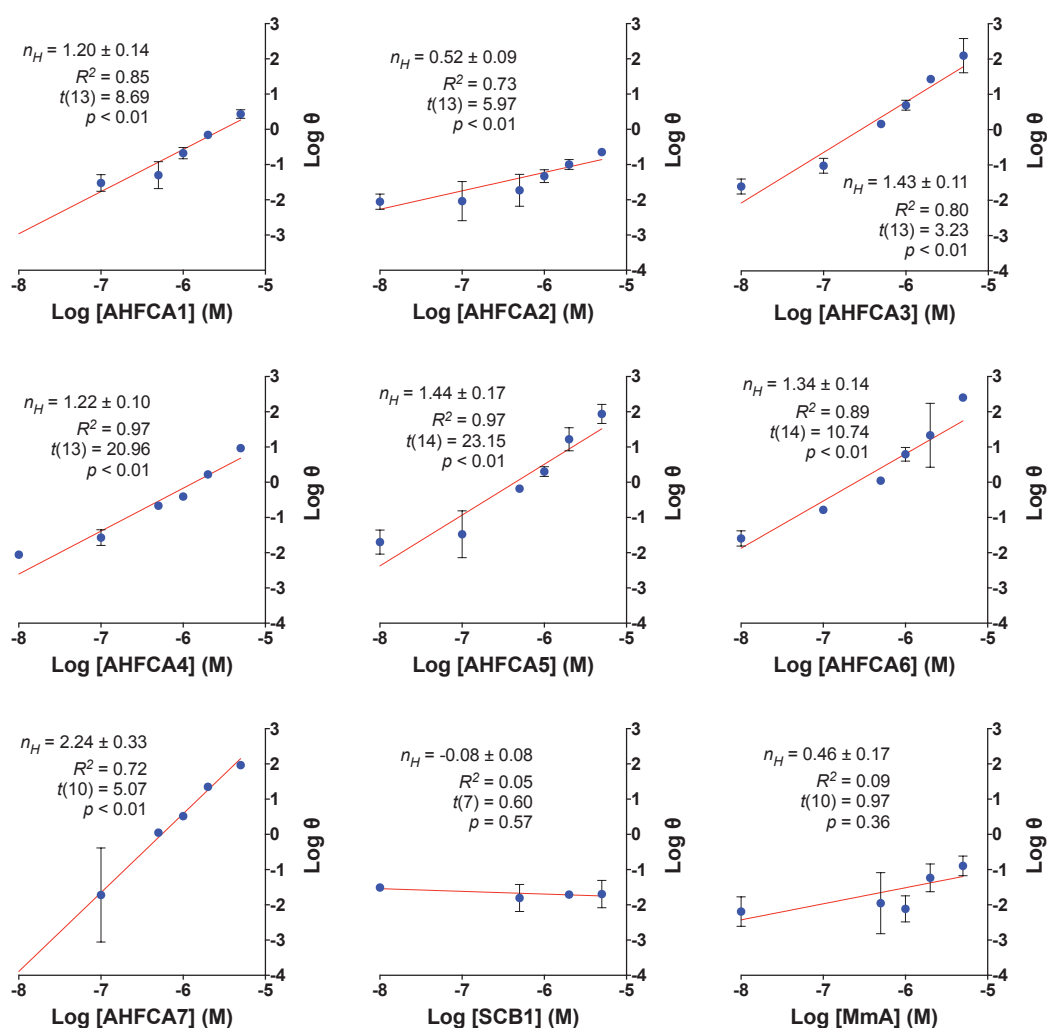 n_H = 1.20 ± 0.14
R² = 0.85
t(13) = 8.69
p < 0.01
3
2
1
0
-1
-2
-3
Log θ
-8
-7
-6
-5
-4
Log [AHFCA1] (M)
n_H = 0.52 ± 0.09
R² = 0.73
t(13) = 5.97
p < 0.01
3
2
1
0
-1
-2
-3
Log θ
-8
-7
-6
-5
-4
Log [AHFCA2] (M)
n_H = 1.43 ± 0.11
R² = 0.80
t(13) = 3.23
p < 0.01
3
2
1
0
-1
-2
-3
-4
Log θ
-8
-7
-6
-5
Log [AHFCA3] (M)
n_H = 1.22 ± 0.10
R² = 0.97
t(13) = 20.96
p < 0.01
3
2
1
0
-1
-2
-3
-4
Log θ
-8
-7
-6
-5
Log [AHFCA4] (M)
n_H = 1.44 ± 0.17
R² = 0.97
t(14) = 23.15
p < 0.01
3
2
1
0
-1
-2
-3
-4
Log θ
-8
-7
-6
-5
Log [AHFCA5] (M)
n_H = 1.34 ± 0.14
R² = 0.89
t(14) = 10.74
p < 0.01
3
2
1
0
-1
-2
-3
-4
Log θ
-8
-7
-6
-5
Log [AHFCA6] (M)
n_H = 2.24 ± 0.33
R² = 0.72
t(10) = 5.07
p < 0.01
3
2
1
0
-1
-2
-3
-4
Log θ
-8
-7
-6
-5
Log [AHFCA7] (M)
n_H = -0.08 ± 0.08
R² = 0.05
t(7) = 0.60
p = 0.57
3
2
1
0
-1
-2
-3
-4
Log θ
-8
-7
-6
-5
Log [SCB1] (M)
n_H = 0.46 ± 0.17
R² = 0.09
t(10) = 0.97
p = 0.36
3
2
1
0
-1
-2
-3
-4
Log θ
-8
-7
-6
-5
Log [MmA] (M)